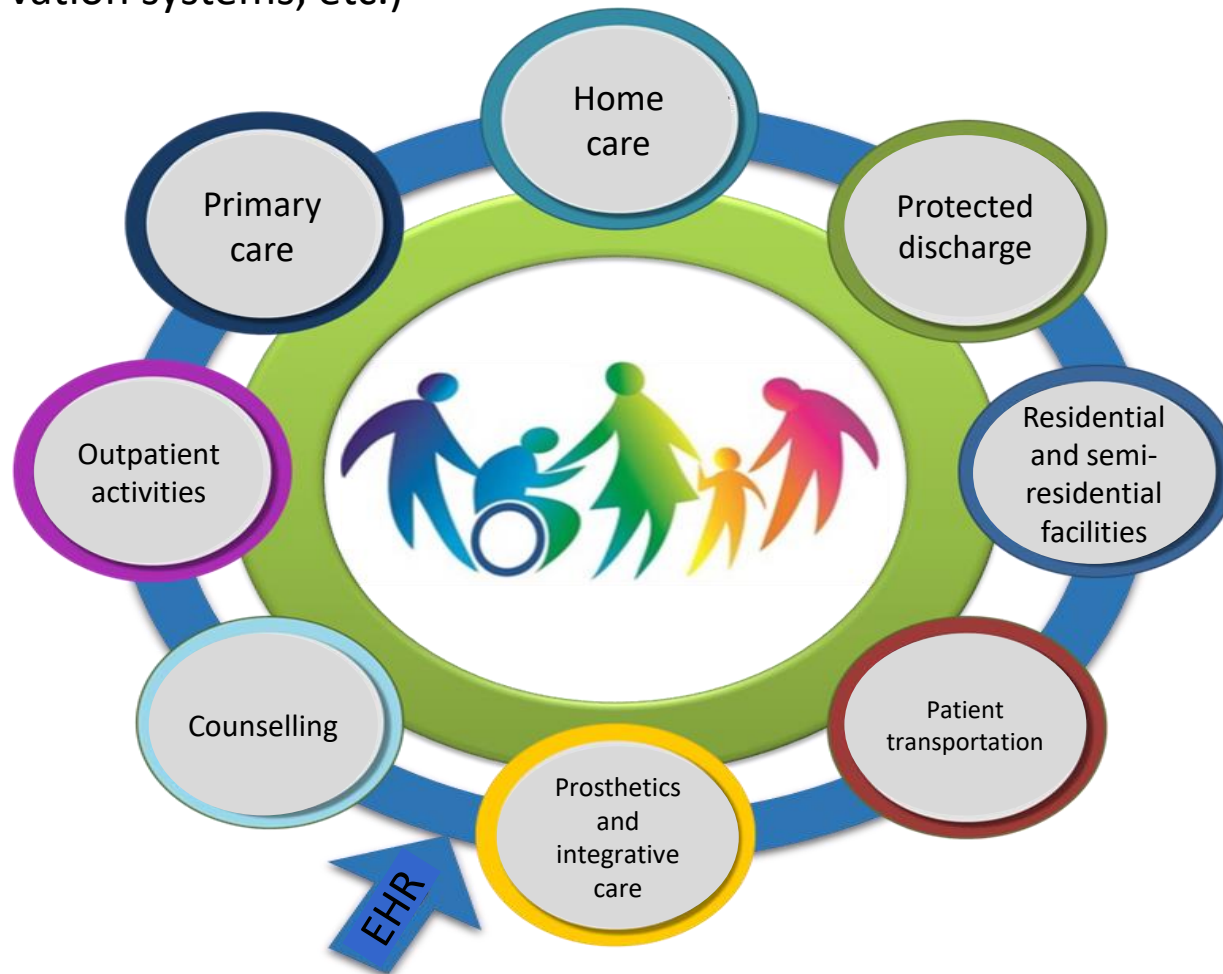 vation systems, etc.)
Home
care
Primary
care
Protected
discharge
Outpatient
activities
Residential
and semi-
residential
facilities
Counselling
Patient
transportation
Prosthetics
and
integrative
care
EHR